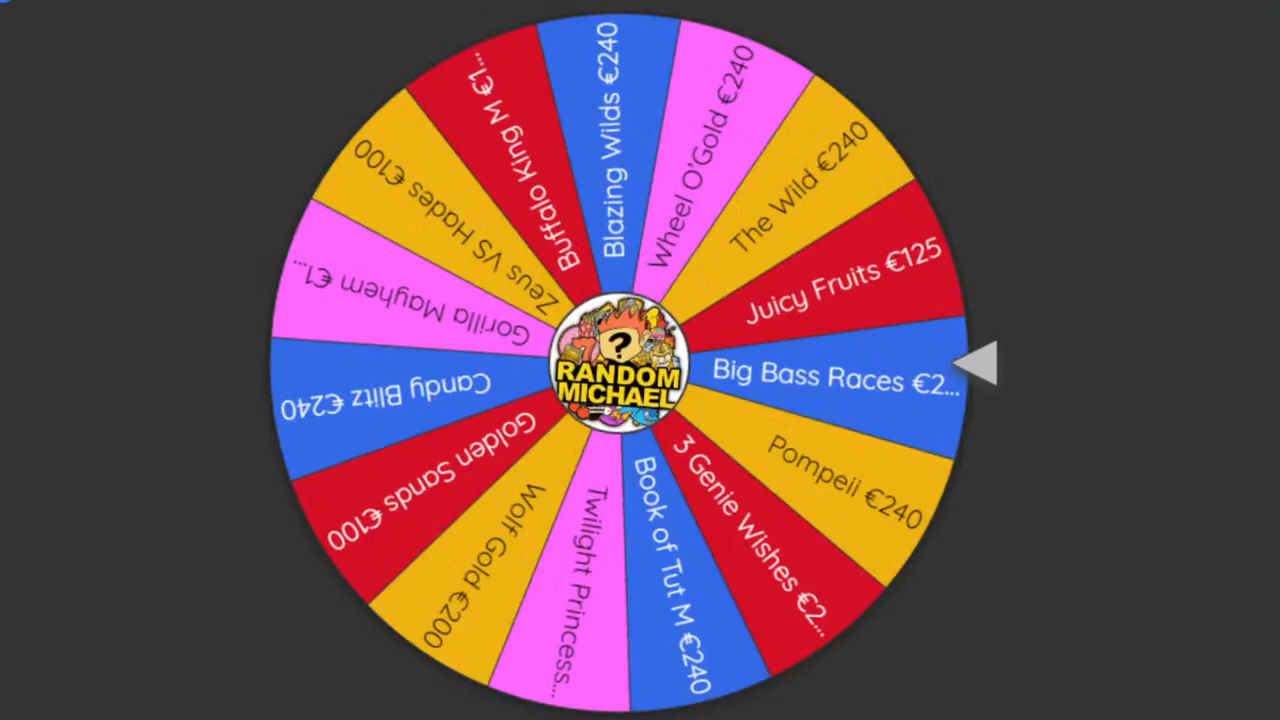 Blazing Wilds €240
Wheel O'Gold €240
The Wild €240
Juicy Fruits €125
Big Bass Races €2...
Pompeii €240
3 Genie Wishes €2...
Book of Tut M €240
Twilight Princess...
Wolf Gold €200
Golden Sands €100
Candy Blitz €240
Gorilla Mayhem €1...
Zeus VS Hades €100
Buffalo King M €1...
?
RANDOM
MICHAEL